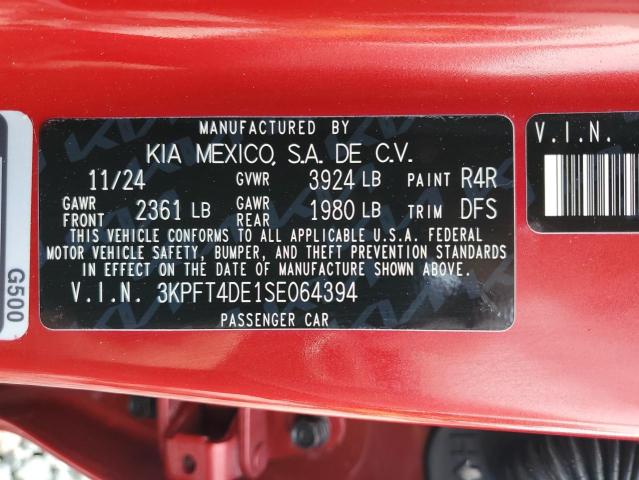 MANUFACTURED BY
KIA MEXICO, S.A. DE C.V.
11/24 GVWR 3924 LB PAINT R4R
GAWR FRONT 2361 LB GAWR REAR 1980 LB TRIM DFS
THIS VEHICLE CONFORMS TO ALL APPLICABLE U.S.A. FEDERAL
MOTOR VEHICLE SAFETY, BUMPER, AND THEFT PREVENTION STANDARDS
IN EFFECT ON THE DATE OF MANUFACTURE SHOWN ABOVE.
V.I.N. 3KPFT4DE1SE064394
PASSENGER CAR
V.I.N.
G500